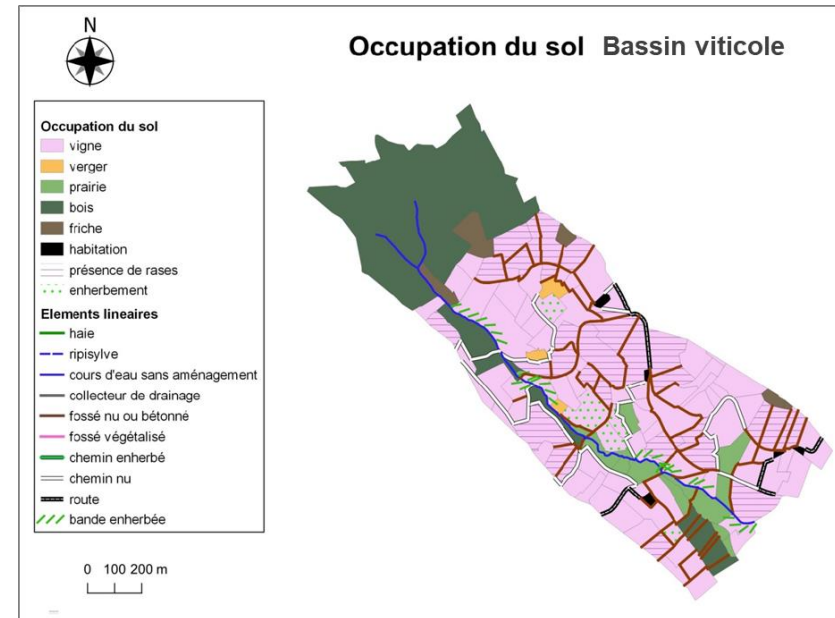 N
Occupation du sol Bassin viticole
Occupation du sol
vigne
verger
prairie
bois
friche
habitation
présence de rases
enherbement
Elements lineaires
haie
ripisylve
cours d'eau sans aménagement
collecteur de drainage
fossé nu ou bétonné
fossé végétalisé
chemin enherbé
chemin nu
route
bande enherbée
0 100 200 m